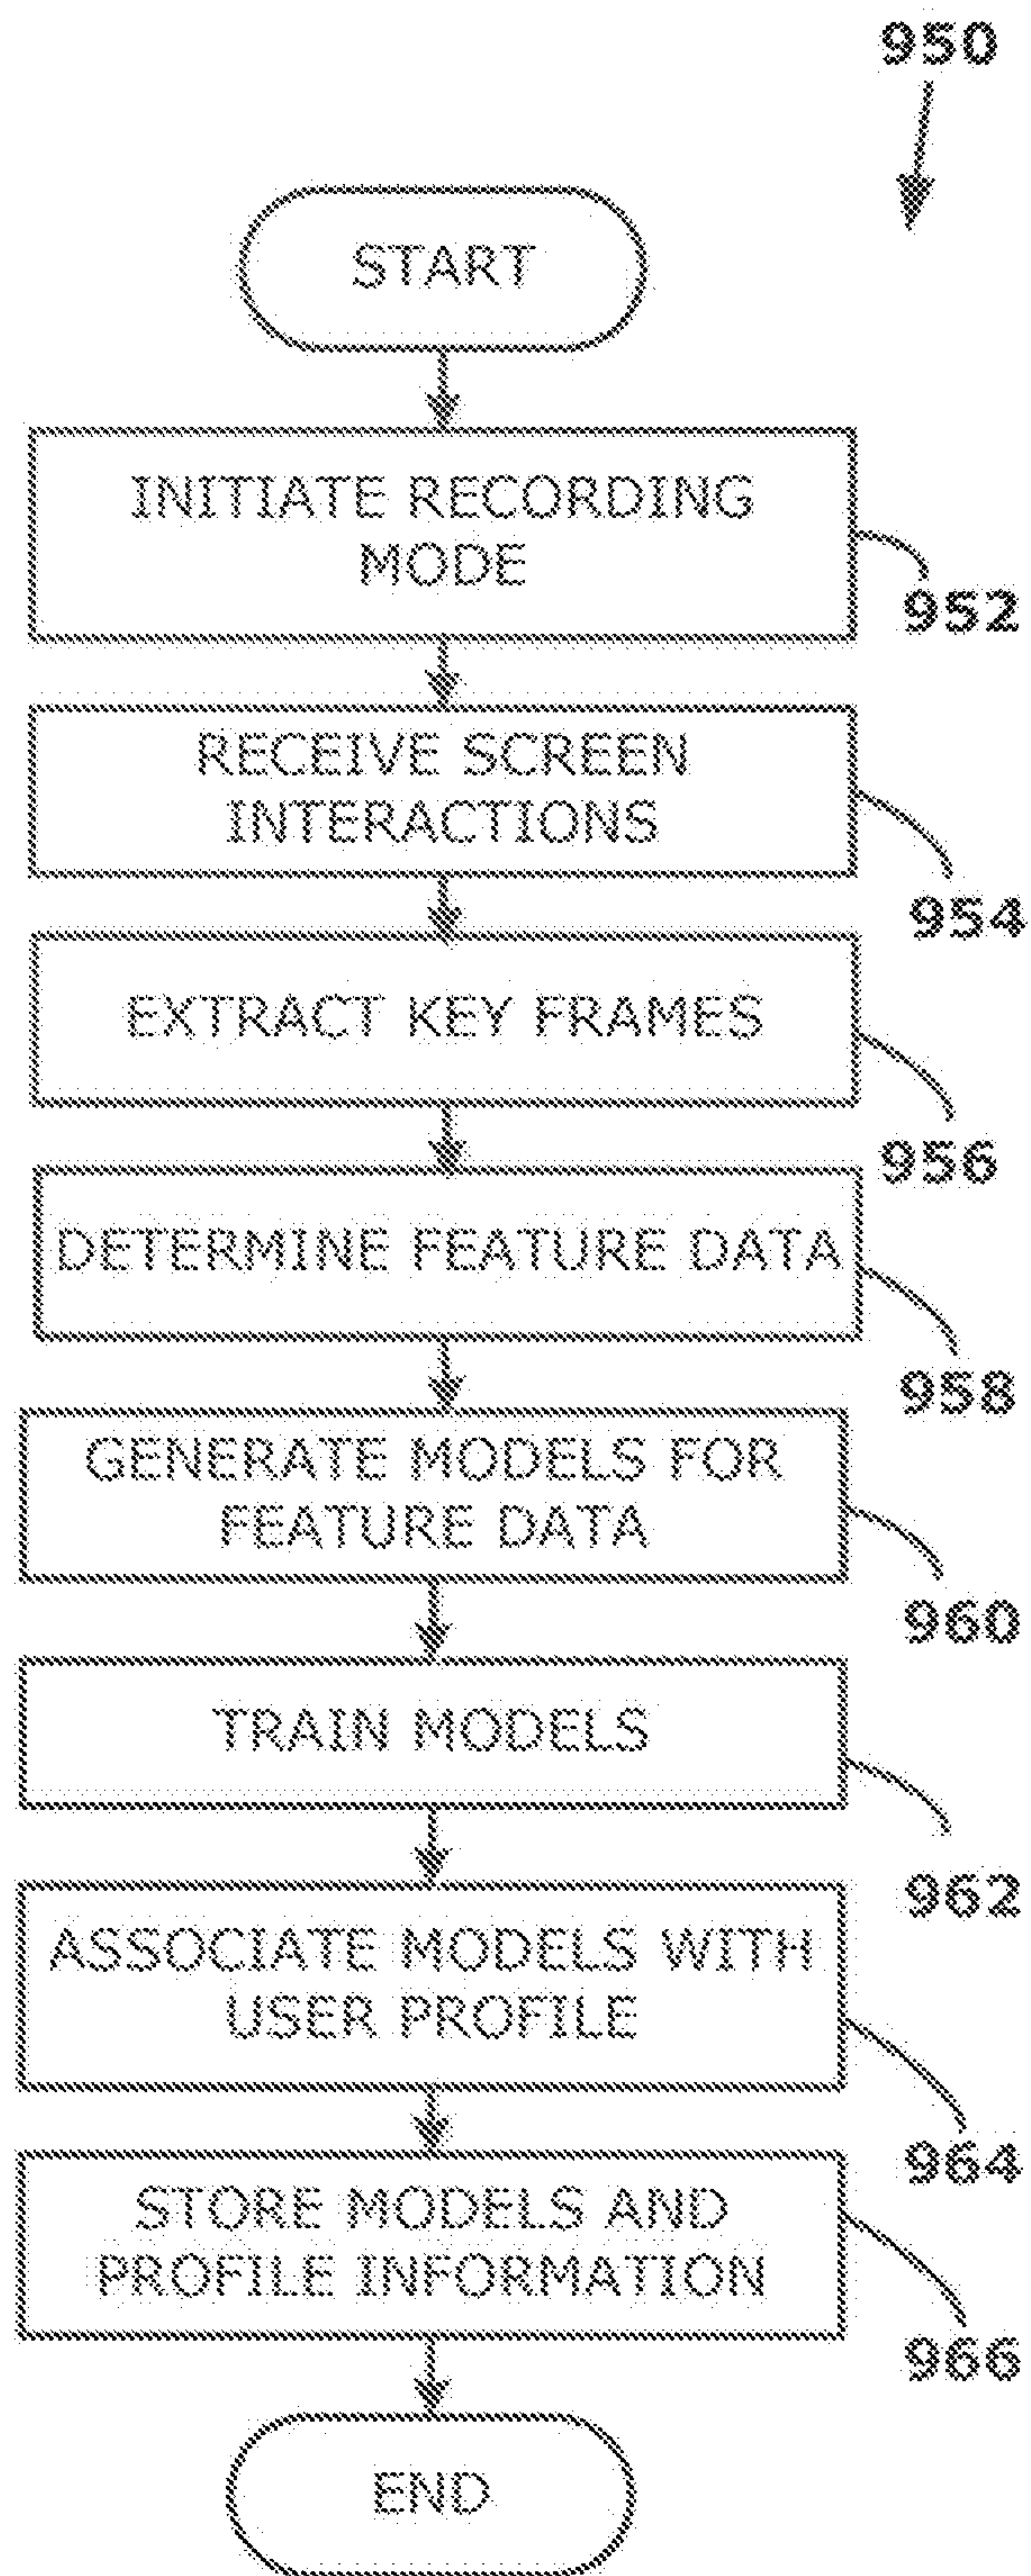 950
START
INITIATE RECORDING
MODE
952
RECEIVE SCREEN
INTERACTIONS
954
EXTRACT KEY FRAMES
956
DETERMINE FEATURE DATA
958
GENERATE MODELS FOR
FEATURE DATA
960
TRAIN MODELS
962
ASSOCIATE MODELS WITH
USER PROFILE
964
STORE MODELS AND
PROFILE INFORMATION
966
END